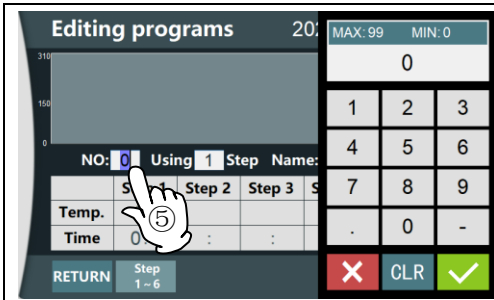 Editing programs 202
MAX: 99 MIN: 0
0
310
150
0
1 2 3
4 5 6
7 8 9
. 0 -
CLR
NO: 0 Using 1 Step Name:
Step 2 Step 3 S
Temp.
Time 0 : :
⑤
RETURN
Step
1~6